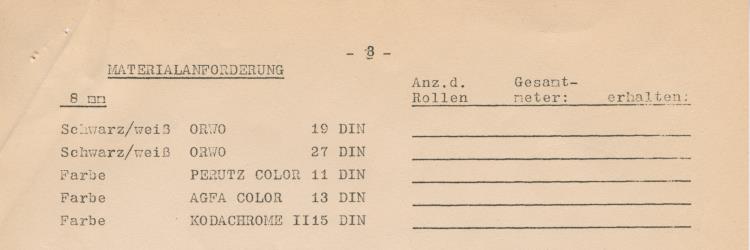 - 8 -
MATERIALANFORDERUNG
Anz.d. Gesamt-
8 mm Rollen meter: erhalten:
Schwarz/weiß ORWO 19 DIN
Schwarz/weiß ORWO 27 DIN
Farbe PERUTZ COLOR 11 DIN
Farbe AGFA COLOR 13 DIN
Farbe KODACHROME II15 DIN